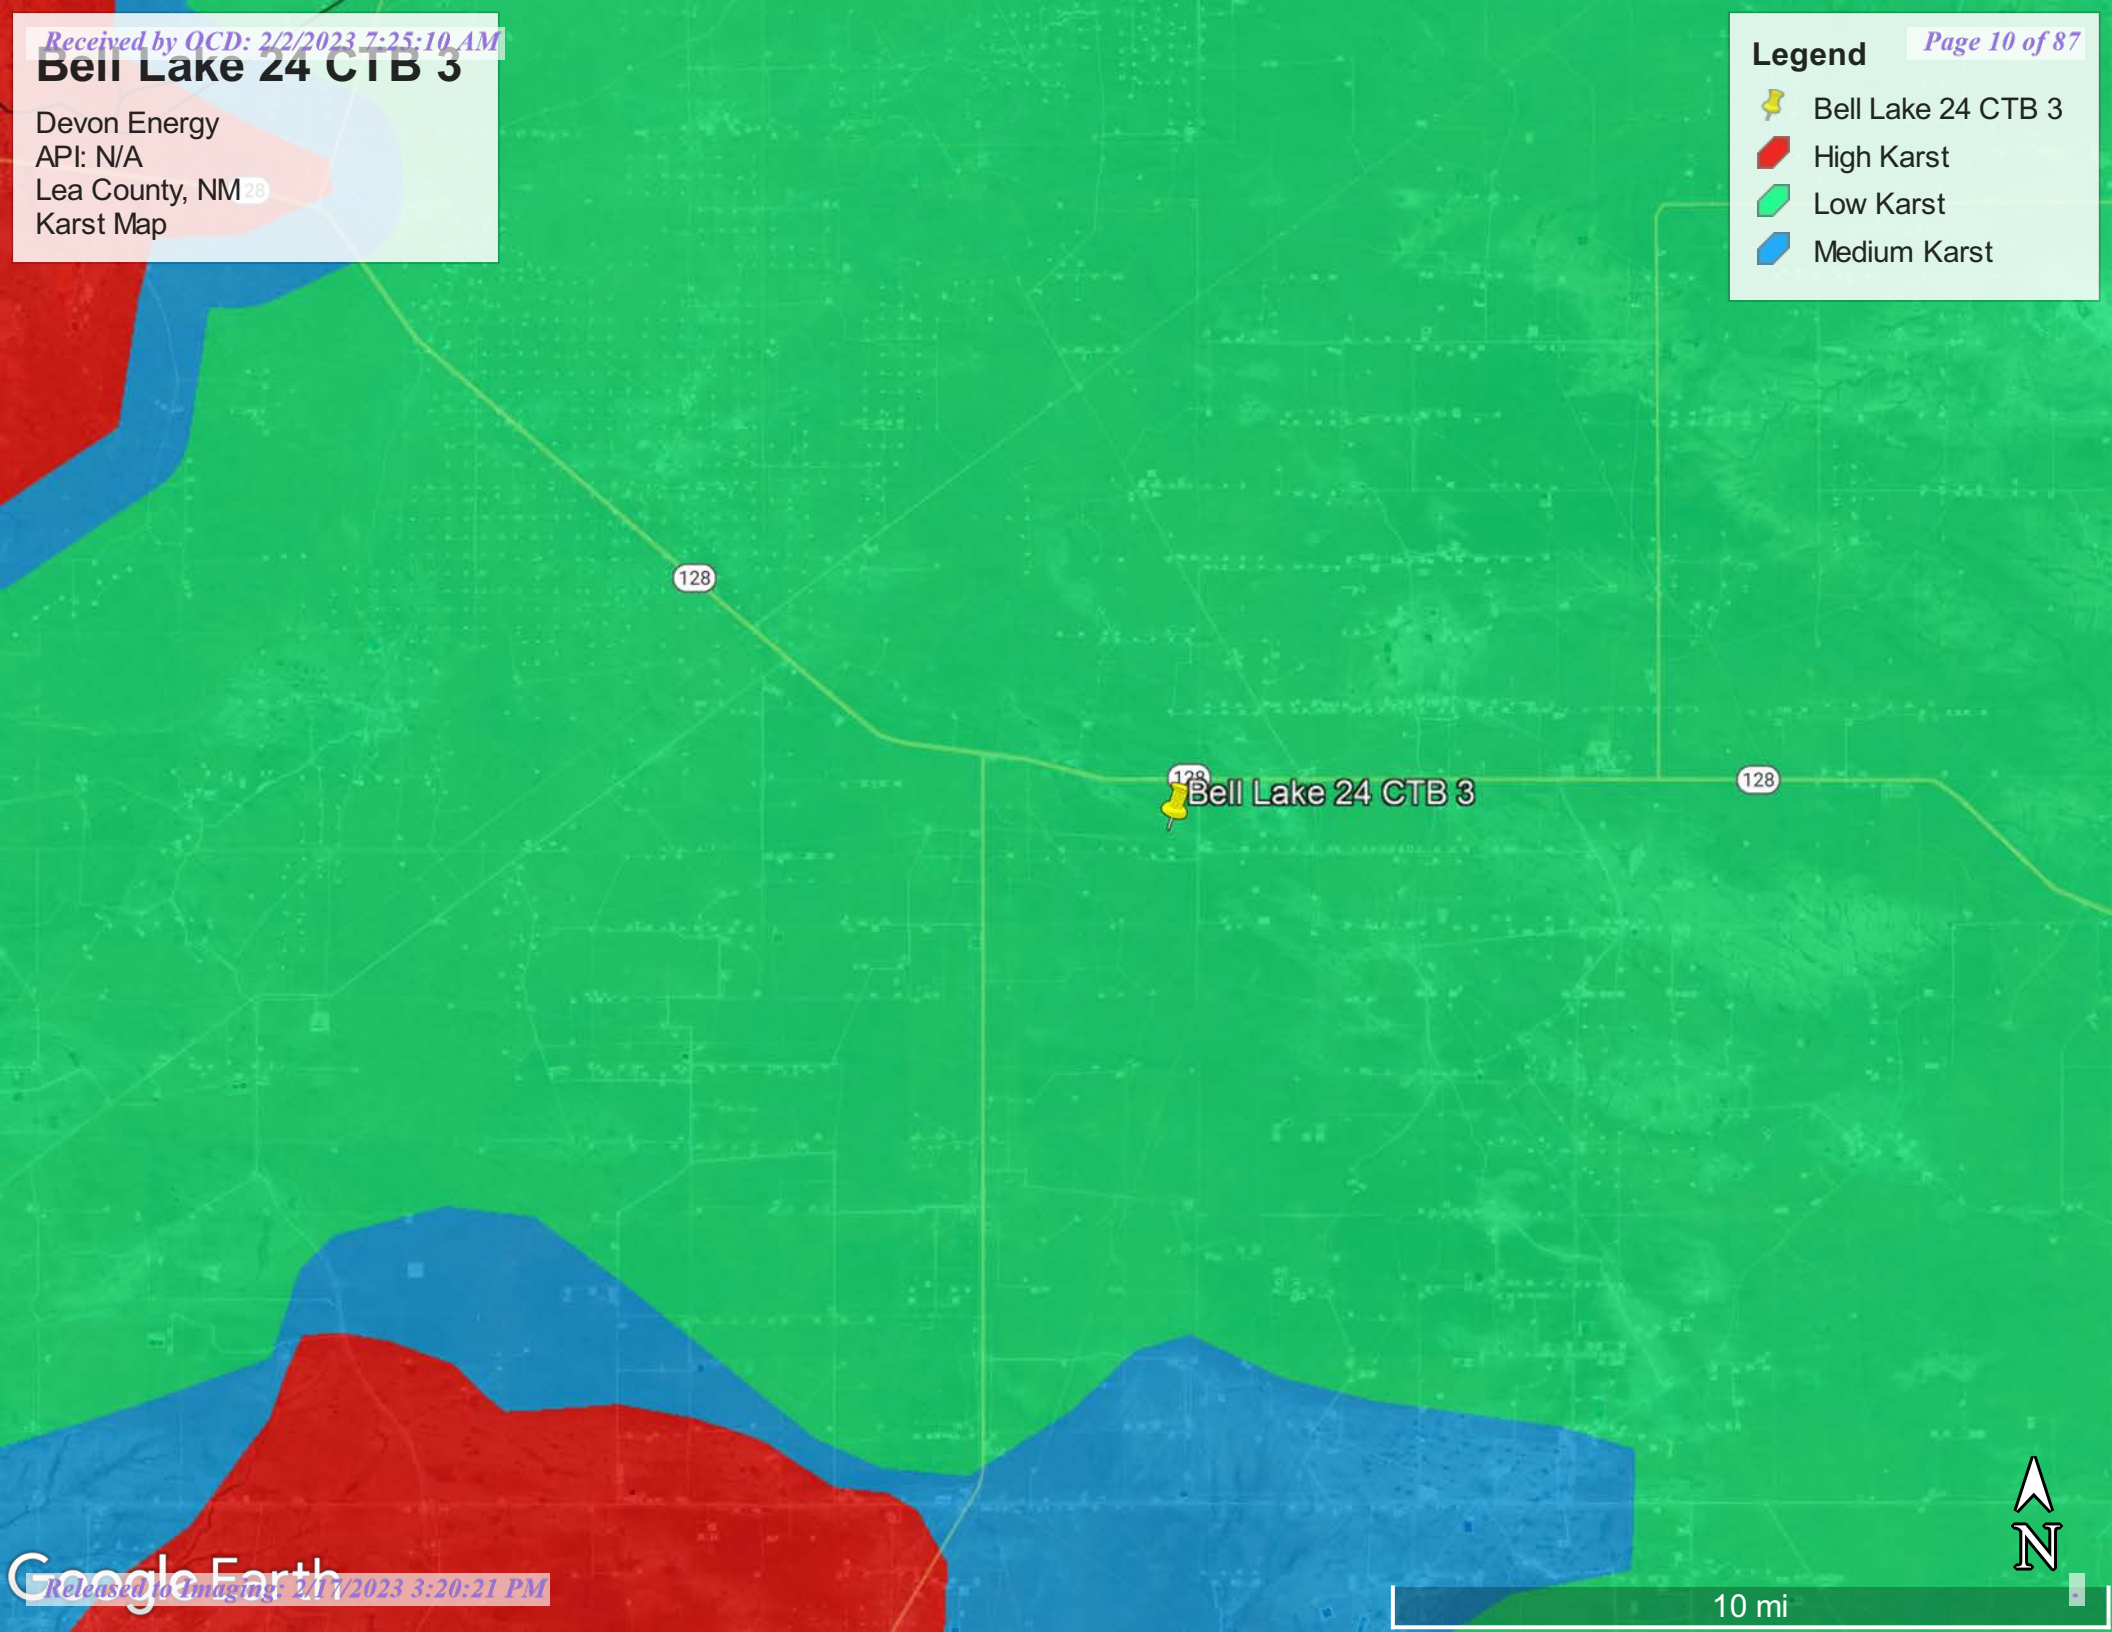 Received by OCD: 2/2/2023 7:25:10 AM
Page 10 of 87
Bell Lake 24 CTB 3
Devon Energy
API: N/A
Lea County, NM
28
Karst Map
Legend
Bell Lake 24 CTB 3
High Karst
Low Karst
Medium Karst
128
128
Bell Lake 24 CTB 3
128
N
Google Earth
Released to Imaging: 2/17/2023 3:20:21 PM
10 mi